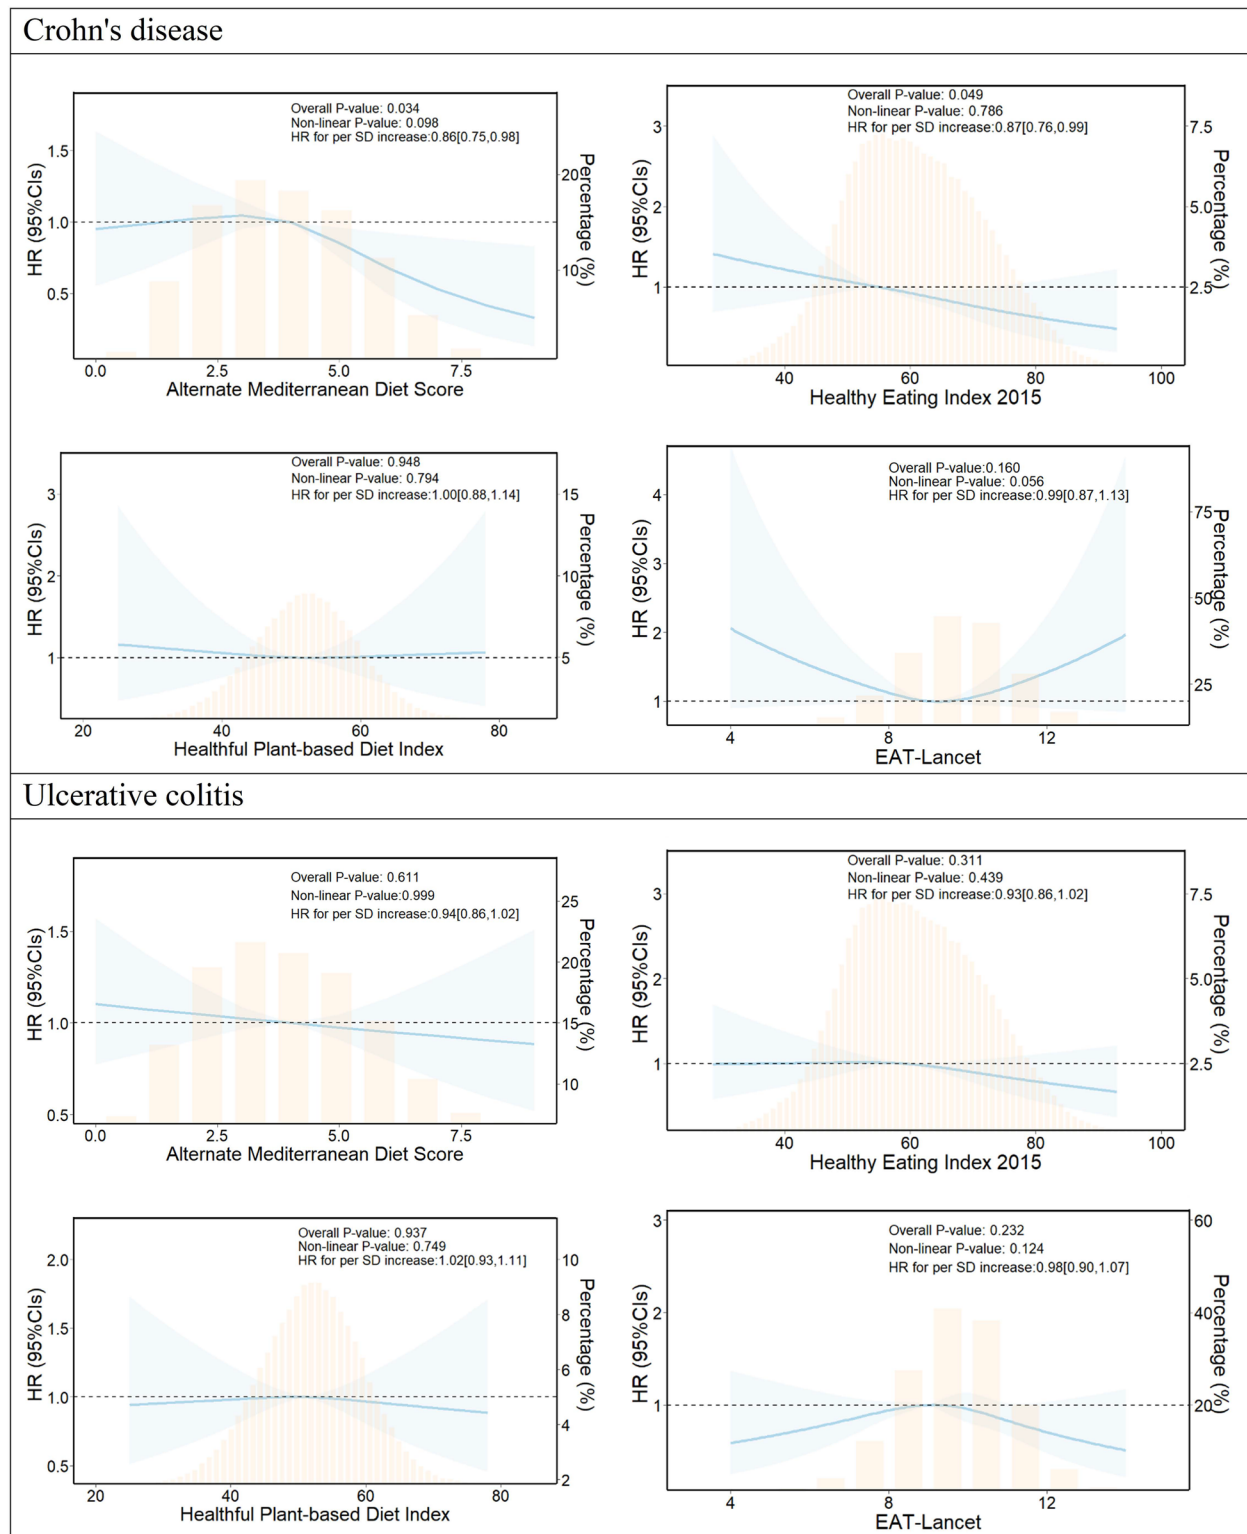 Crohn's disease
Overall P-value: 0.034
Non-linear P-value: 0.098
HR for per SD increase:0.86[0.75,0.98]
HR (95%CIs)
1.5
1.0
0.5
20
10
Percentage (%)
0.0 2.5 5.0 7.5
Alternate Mediterranean Diet Score
Overall P-value: 0.049
Non-linear P-value: 0.786
HR for per SD increase:0.87[0.76,0.99]
HR (95%CIs)
3
2
1
7.5
5.0
2.5
Percentage (%)
40 60 80 100
Healthy Eating Index 2015
Overall P-value: 0.948
Non-linear P-value: 0.794
HR for per SD increase:1.00[0.88,1.14]
HR (95%CIs)
3
2
1
15
10
5
Percentage (%)
20 40 60 80
Healthful Plant-based Diet Index
Overall P-value:0.160
Non-linear P-value: 0.056
HR for per SD increase:0.99[0.87,1.13]
HR (95%CIs)
4
3
2
1
75
50
25
Percentage (%)
4 8 12
EAT-Lancet
Ulcerative colitis
Overall P-value: 0.611
Non-linear P-value:0.999
HR for per SD increase:0.94[0.86,1.02]
HR (95%CIs)
1.5
1.0
0.5
25
20
15
10
Percentage (%)
0.0 2.5 5.0 7.5
Alternate Mediterranean Diet Score
Overall P-value: 0.311
Non-linear P-value: 0.439
HR for per SD increase:0.93[0.86,1.02]
HR (95%CIs)
3
2
1
7.5
5.0
2.5
Percentage (%)
40 60 80 100
Healthy Eating Index 2015
Overall P-value: 0.937
Non-linear P-value: 0.749
HR for per SD increase:1.02[0.93,1.11]
HR (95%CIs)
2.0
1.5
1.0
0.5
10
8
6
4
2
Percentage (%)
20 40 60 80
Healthful Plant-based Diet Index
Overall P-value: 0.232
Non-linear P-value: 0.124
HR for per SD increase:0.98[0.90,1.07]
HR (95%CIs)
3
2
1
60
40
20
Percentage (%)
4 8 12
EAT-Lancet